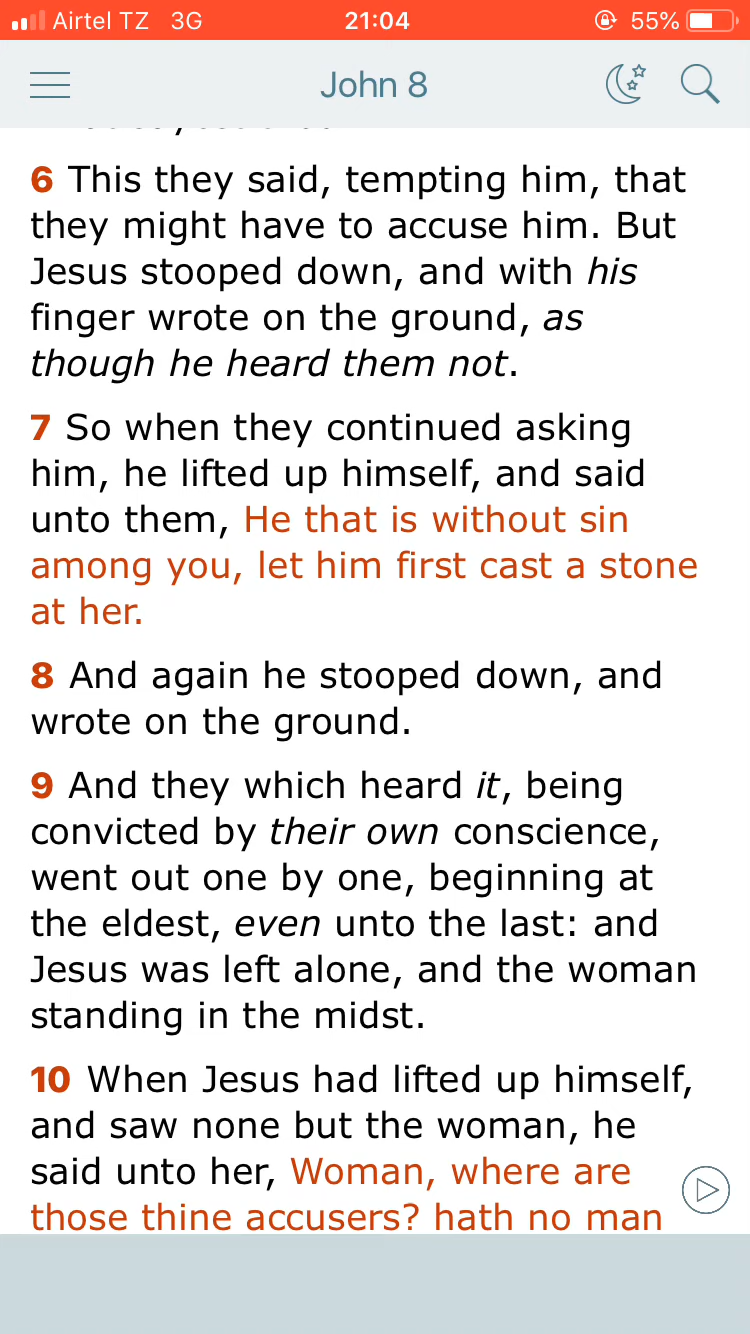 Airtel TZ 3G 21:04 55%
John 8
6 This they said, tempting him, that
they might have to accuse him. But
Jesus stooped down, and with his
finger wrote on the ground, as
though he heard them not.
7 So when they continued asking
him, he lifted up himself, and said
unto them, He that is without sin
among you, let him first cast a stone
at her.
8 And again he stooped down, and
wrote on the ground.
9 And they which heard it, being
convicted by their own conscience,
went out one by one, beginning at
the eldest, even unto the last: and
Jesus was left alone, and the woman
standing in the midst.
10 When Jesus had lifted up himself,
and saw none but the woman, he
said unto her, Woman, where are
those thine accusers? hath no man